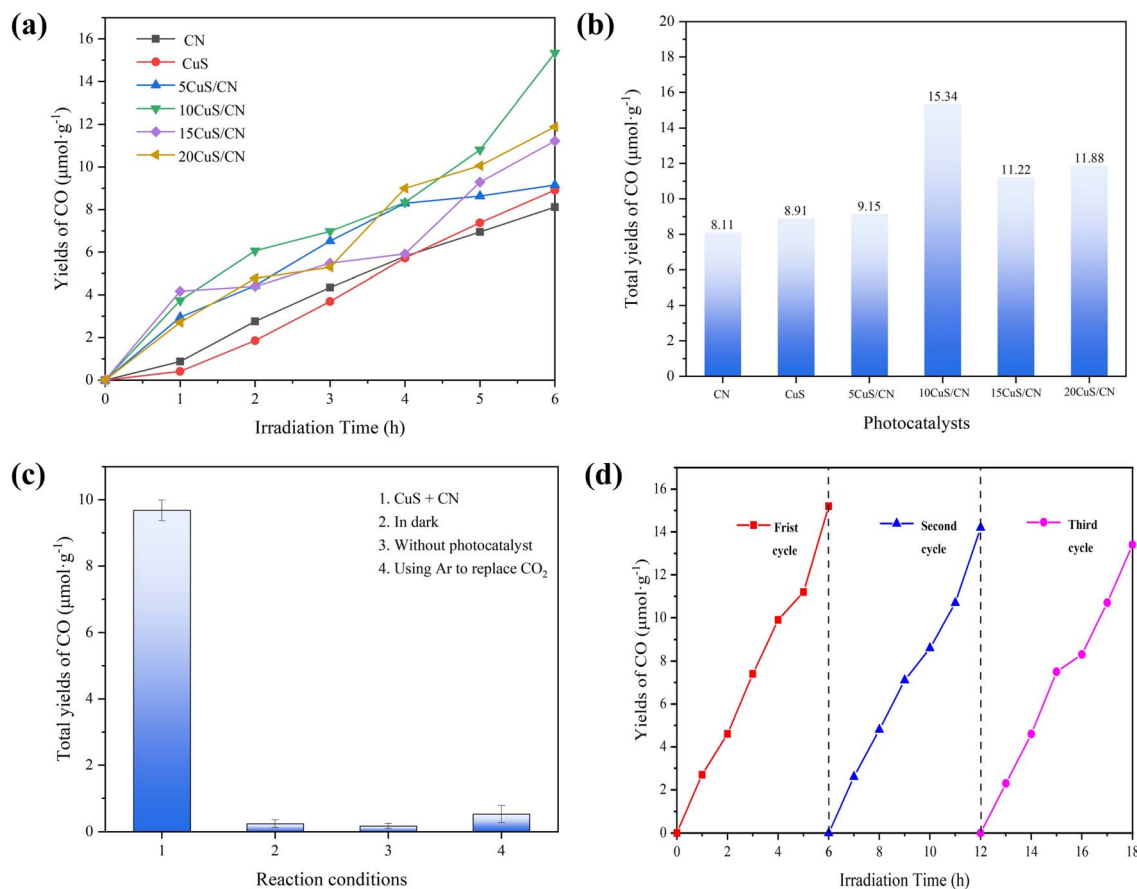 (a)
Yields of CO (μmol·g⁻¹)
18
16
14
12
10
8
6
4
2
0
CN
CuS
5CuS/CN
10CuS/CN
15CuS/CN
20CuS/CN
0 1 2 3 4 5 6
Irradiation Time (h)
(b)
Total yields of CO (μmol·g⁻¹)
20
18
16
14
12
10
8
6
4
2
0
8.11
8.91
9.15
15.34
11.22
11.88
CN CuS 5CuS/CN 10CuS/CN 15CuS/CN 20CuS/CN
Photocatalysts
(c)
Total yields of CO (μmol·g⁻¹)
10
8
6
4
2
0
1. CuS + CN
2. In dark
3. Without photocatalyst
4. Using Ar to replace CO₂
1 2 3 4
Reaction conditions
(d)
Yields of CO (μmol·g⁻¹)
16
14
12
10
8
6
4
2
0
Frist
cycle
Second
cycle
Third
cycle
0 2 4 6 8 10 12 14 16 18
Irradiation Time (h)